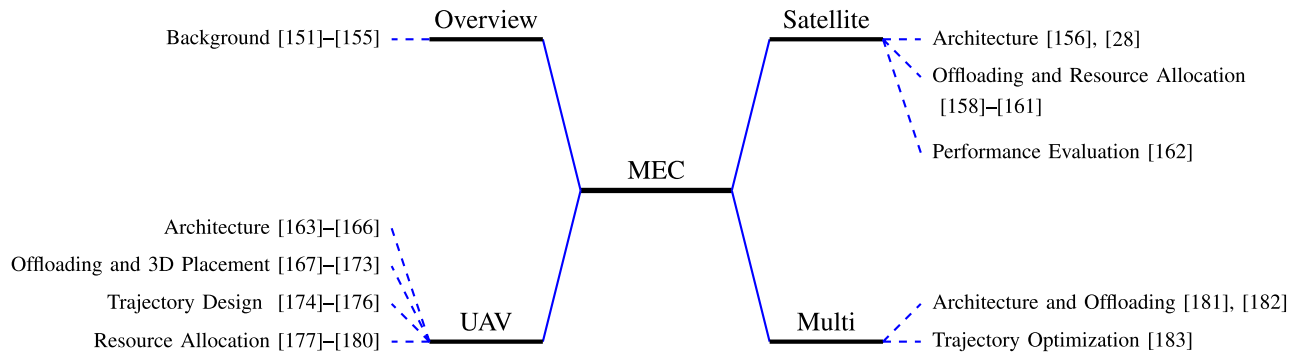 Overview
Background [151]–[155]
Satellite
Architecture [156], [28]
Offloading and Resource Allocation
[158]–[161]
Performance Evaluation [162]
MEC
Architecture [163]–[166]
Offloading and 3D Placement [167]–[173]
Trajectory Design [174]–[176]
Resource Allocation [177]–[180]
UAV
Multi
Architecture and Offloading [181], [182]
Trajectory Optimization [183]